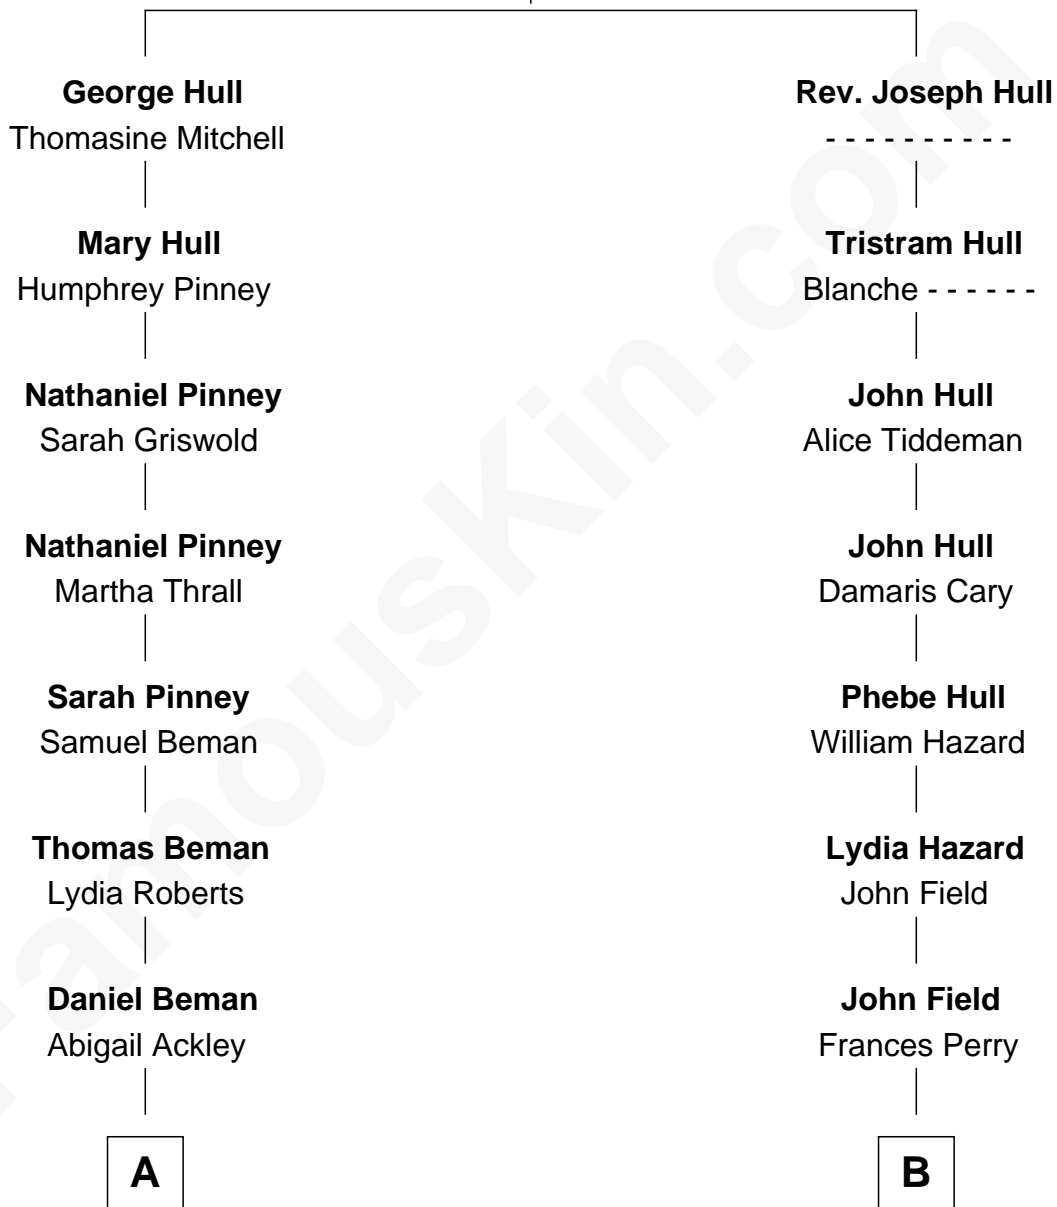 George Hull
Thomasine Mitchell
Mary Hull
Humphrey Pinney
Nathaniel Pinney
Sarah Griswold
Nathaniel Pinney
Martha Thrall
Sarah Pinney
Samuel Beman
Thomas Beman
Lydia Roberts
Daniel Beman
Abigail Ackley
A
Rev. Joseph Hull
- - - - - - - - - -
Tristram Hull
Blanche - - - - - -
John Hull
Alice Tiddeman
John Hull
Damaris Cary
Phebe Hull
William Hazard
Lydia Hazard
John Field
John Field
Frances Perry
B
FamousKin.com